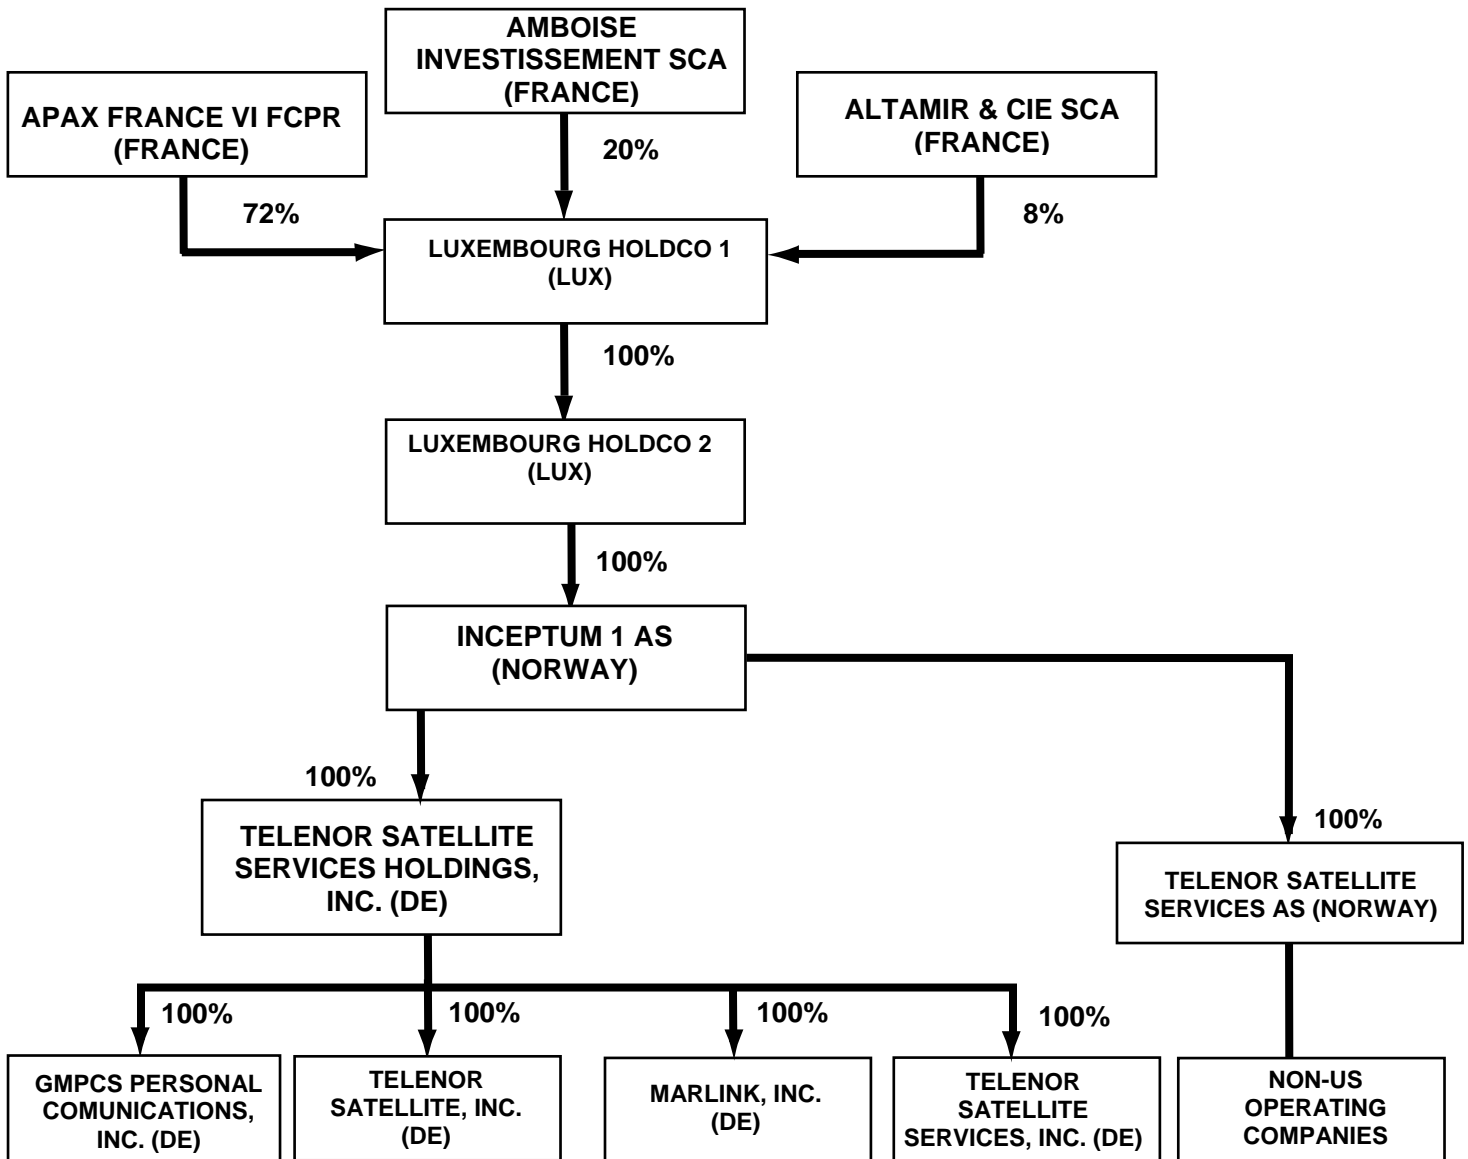 AMBOISE
INVESTISSEMENT SCA
(FRANCE)
APAX FRANCE VI FCPR
(FRANCE)
ALTAMIR & CIE SCA
(FRANCE)
20%
72%
8%
LUXEMBOURG HOLDCO 1
(LUX)
100%
LUXEMBOURG HOLDCO 2
(LUX)
100%
INCEPTUM 1 AS
(NORWAY)
100%
TELENOR SATELLITE
SERVICES HOLDINGS,
INC. (DE)
100%
TELENOR SATELLITE
SERVICES AS (NORWAY)
100%
100%
100%
100%
GMPCS PERSONAL
COMUNICATIONS,
INC. (DE)
TELENOR
SATELLITE, INC.
(DE)
MARLINK, INC.
(DE)
TELENOR
SATELLITE
SERVICES, INC. (DE)
NON-US
OPERATING
COMPANIES